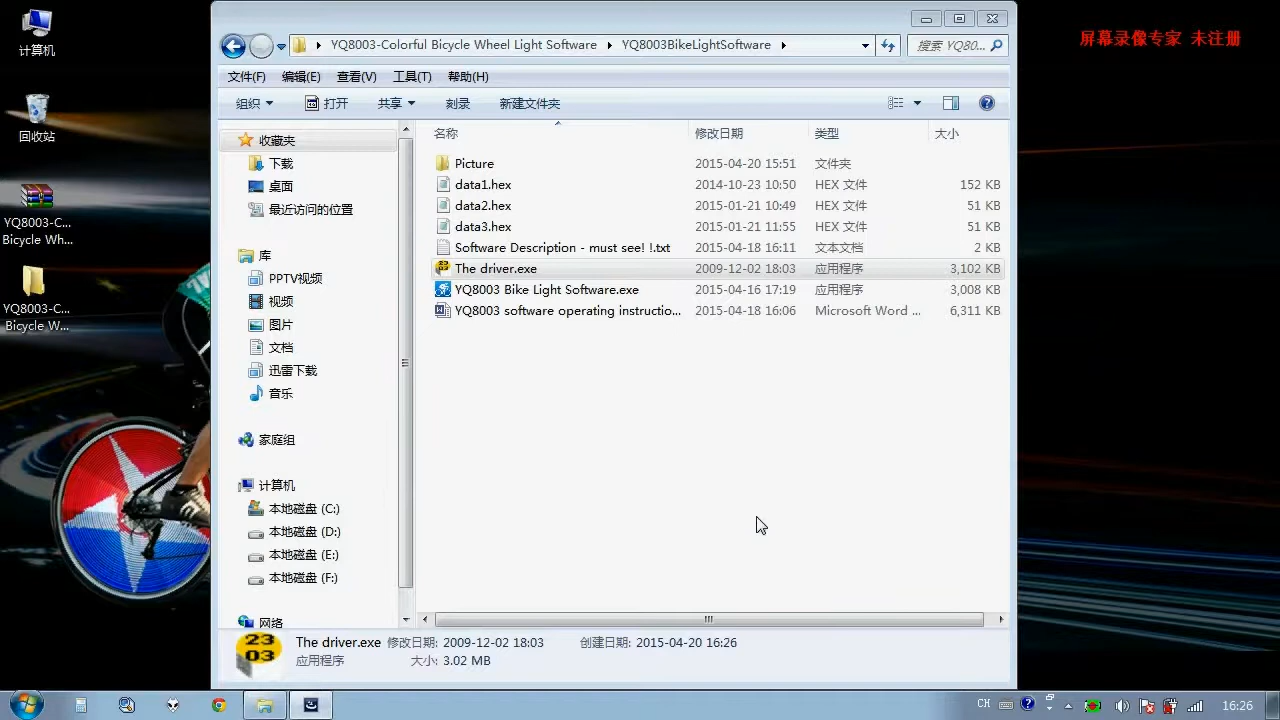 计算机
回收站
YQ8003-C...
Bicycle Wh...
YQ8003-C...
Bicycle W...
屏幕录像专家 未注册
YQ8003-Colorful Bicycle Wheel Light Software
YQ8003BikeLightSoftware
搜索 YQ80...
文件(F) 编辑(E) 查看(V) 工具(T) 帮助(H)
组织 打开 共享 刻录 新建文件夹
收藏夹
下载
桌面
最近访问的位置
库
PPTV视频
视频
图片
文档
迅雷下载
音乐
家庭组
计算机
本地磁盘 (C:)
本地磁盘 (D:)
本地磁盘 (E:)
本地磁盘 (F:)
网络
名称 修改日期 类型 大小
Picture 2015-04-20 15:51 文件夹
data1.hex 2014-10-23 10:50 HEX 文件 152 KB
data2.hex 2015-01-21 10:49 HEX 文件 51 KB
data3.hex 2015-01-21 11:55 HEX 文件 51 KB
Software Description - must see! !.txt 2015-04-18 16:11 文本文档 2 KB
The driver.exe 2009-12-02 18:03 应用程序 3,102 KB
YQ8003 Bike Light Software.exe 2015-04-16 17:19 应用程序 3,008 KB
YQ8003 software operating instructio... 2015-04-18 16:06 Microsoft Word ... 6,311 KB
23
03
The driver.exe 修改日期: 2009-12-02 18:03 创建日期: 2015-04-20 16:26
应用程序 大小: 3.02 MB
CH 16:26